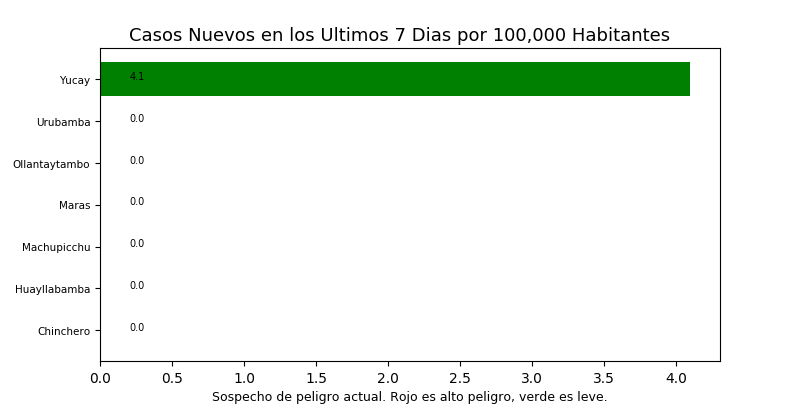 Casos Nuevos en los Ultimos 7 Dias por 100,000 Habitantes
Yucay 4.1
Urubamba 0.0
Ollantaytambo 0.0
Maras 0.0
Machupicchu 0.0
Huayllabamba 0.0
Chinchero 0.0
0.0 0.5 1.0 1.5 2.0 2.5 3.0 3.5 4.0
Sospecho de peligro actual. Rojo es alto peligro, verde es leve.